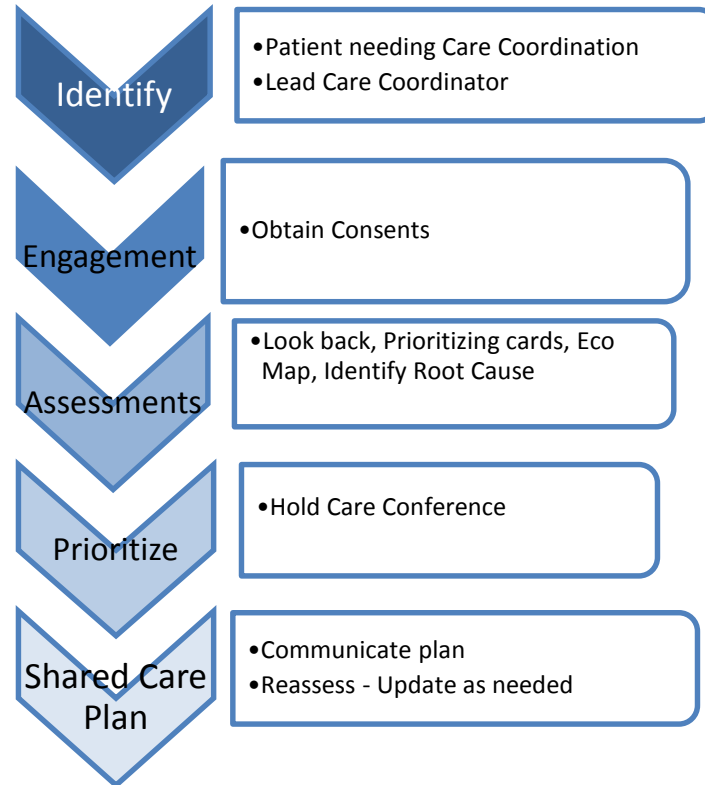 Identify
•Patient needing Care Coordination
•Lead Care Coordinator
Engagement
•Obtain Consents
Assessments
•Look back, Prioritizing cards, Eco
Map, Identify Root Cause
Prioritize
•Hold Care Conference
Shared Care
Plan
•Communicate plan
•Reassess - Update as needed